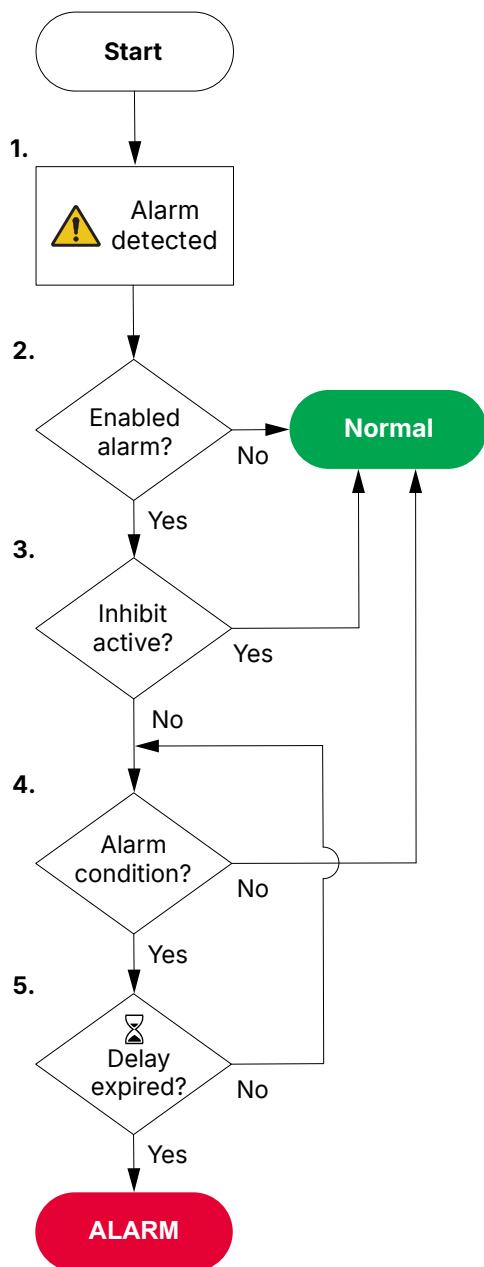 Start
1.
Alarm
detected
2.
Enabled
alarm?
No
Normal
Yes
3.
Inhibit
active?
Yes
No
4.
Alarm
condition?
No
Yes
5.
Delay
expired?
No
Yes
ALARM